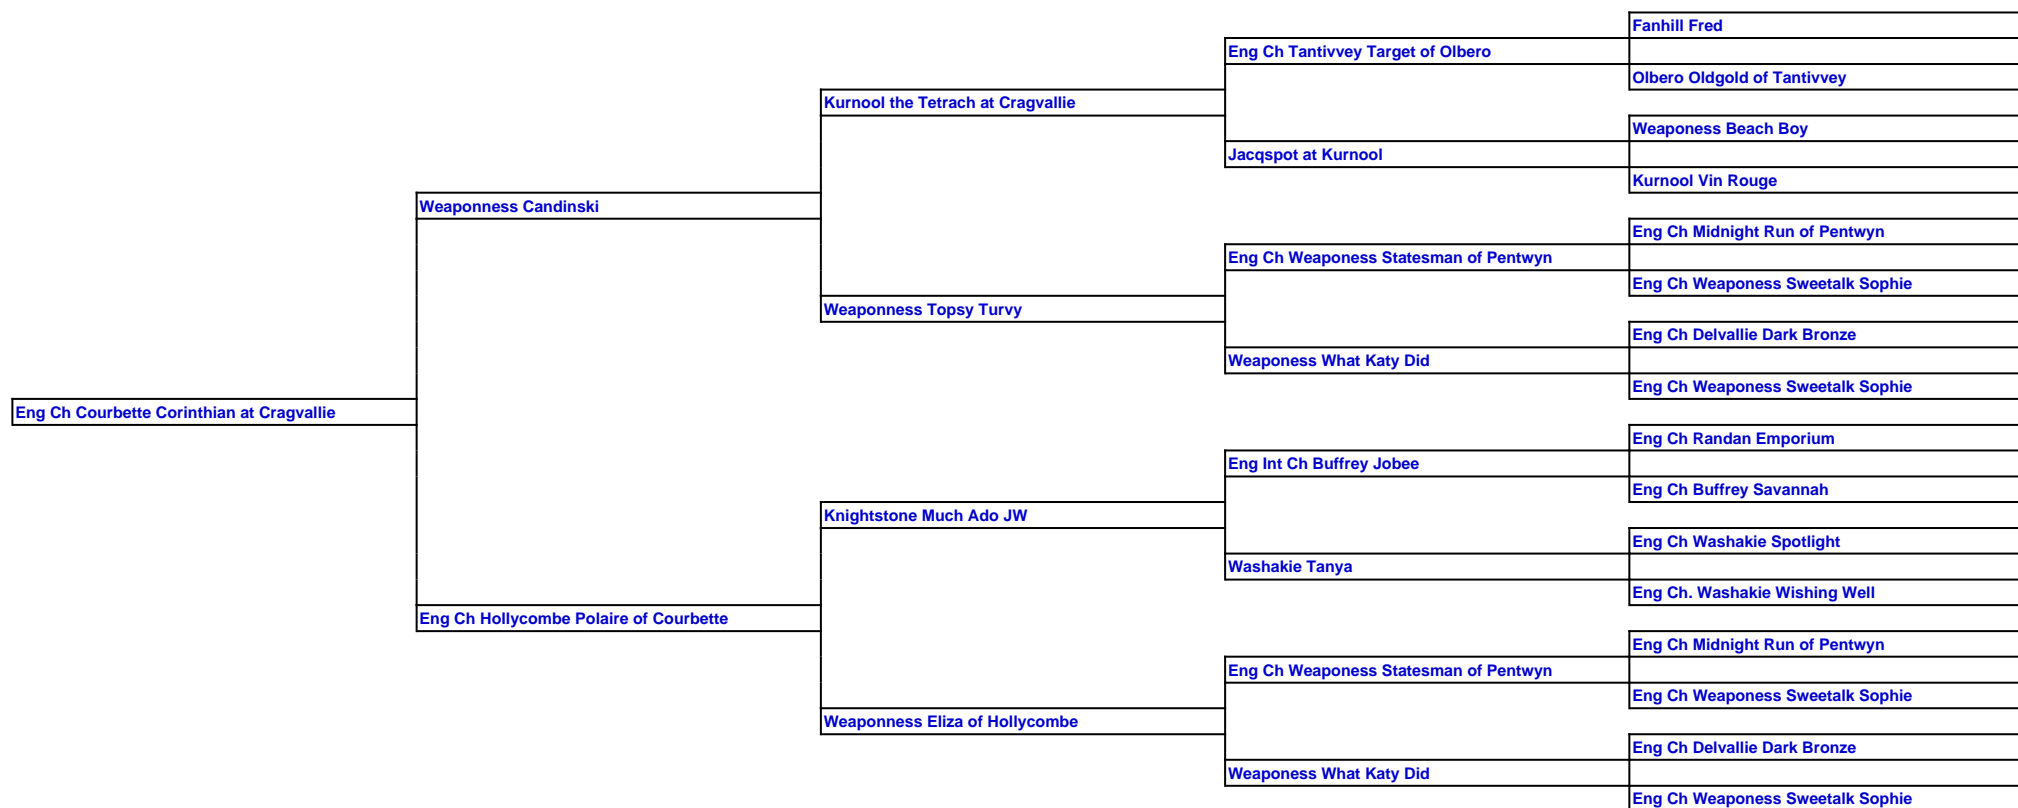 Fanhill Fred
Eng Ch Tantivvey Target of Olbero
Olbero Oldgold of Tantivvey
Kurnool the Tetrach at Cragvallie
Weaponess Beach Boy
Jacqspot at Kurnool
Kurnool Vin Rouge
Weaponness Candinski
Eng Ch Midnight Run of Pentwyn
Eng Ch Weaponess Statesman of Pentwyn
Eng Ch Weaponess Sweetalk Sophie
Weaponness Topsy Turvy
Eng Ch Delvallie Dark Bronze
Weaponess What Katy Did
Eng Ch Weaponess Sweetalk Sophie
Eng Ch Courbette Corinthian at Cragvallie
Eng Ch Randan Emporium
Eng Int Ch Buffrey Jobee
Eng Ch Buffrey Savannah
Knightstone Much Ado JW
Eng Ch Washakie Spotlight
Washakie Tanya
Eng Ch. Washakie Wishing Well
Eng Ch Hollycombe Polaire of Courbette
Eng Ch Midnight Run of Pentwyn
Eng Ch Weaponess Statesman of Pentwyn
Eng Ch Weaponess Sweetalk Sophie
Weaponness Eliza of Hollycombe
Eng Ch Delvallie Dark Bronze
Weaponess What Katy Did
Eng Ch Weaponess Sweetalk Sophie